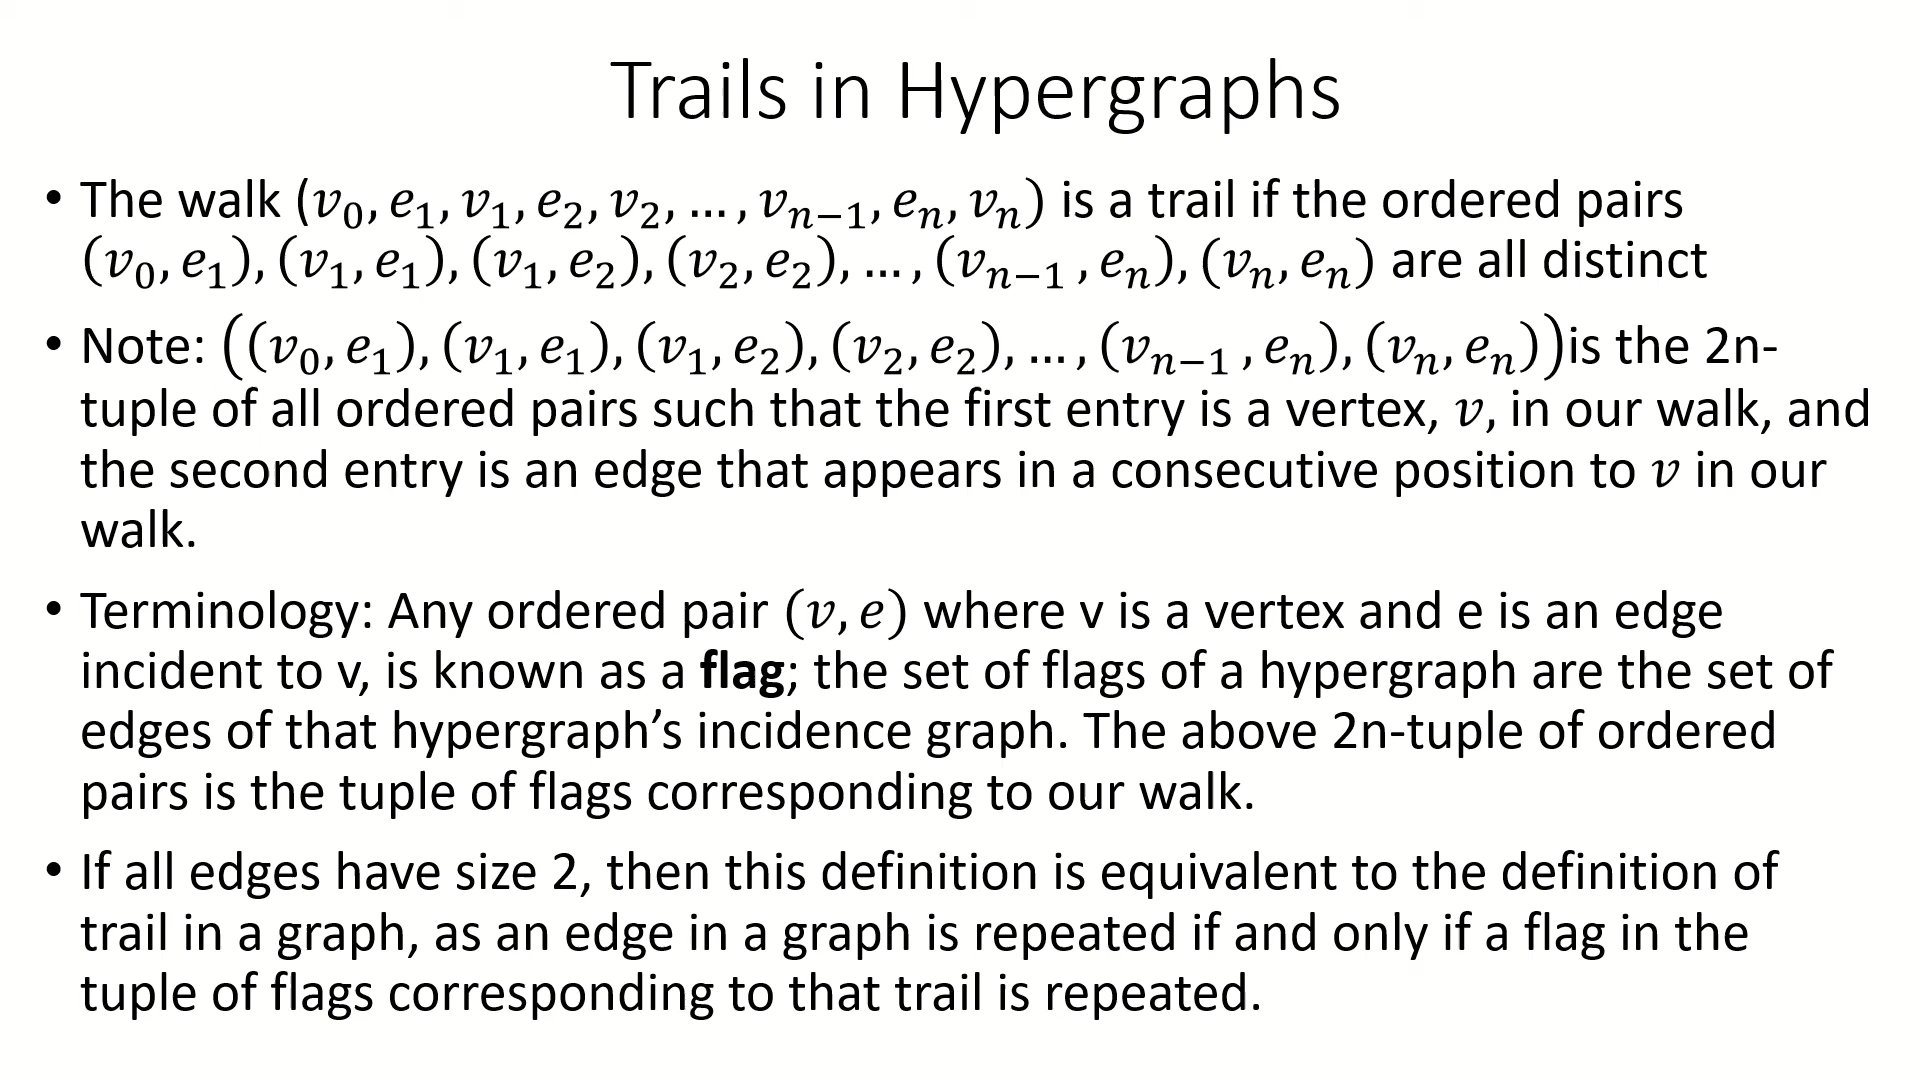 Trails in Hypergraphs
• The walk (𝑣₀, 𝑒₁, 𝑣₁, 𝑒₂, 𝑣₂, … , 𝑣ₙ₋₁, 𝑒ₙ, 𝑣ₙ) is a trail if the ordered pairs
(𝑣₀, 𝑒₁), (𝑣₁, 𝑒₁), (𝑣₁, 𝑒₂), (𝑣₂, 𝑒₂), … , (𝑣ₙ₋₁ , 𝑒ₙ), (𝑣ₙ, 𝑒ₙ) are all distinct
• Note: ((𝑣₀, 𝑒₁), (𝑣₁, 𝑒₁), (𝑣₁, 𝑒₂), (𝑣₂, 𝑒₂), … , (𝑣ₙ₋₁ , 𝑒ₙ), (𝑣ₙ, 𝑒ₙ))is the 2n-
tuple of all ordered pairs such that the first entry is a vertex, 𝑣, in our walk, and
the second entry is an edge that appears in a consecutive position to 𝑣 in our
walk.
• Terminology: Any ordered pair (𝑣, 𝑒) where v is a vertex and e is an edge
incident to v, is known as a flag; the set of flags of a hypergraph are the set of
edges of that hypergraph’s incidence graph. The above 2n-tuple of ordered
pairs is the tuple of flags corresponding to our walk.
• If all edges have size 2, then this definition is equivalent to the definition of
trail in a graph, as an edge in a graph is repeated if and only if a flag in the
tuple of flags corresponding to that trail is repeated.